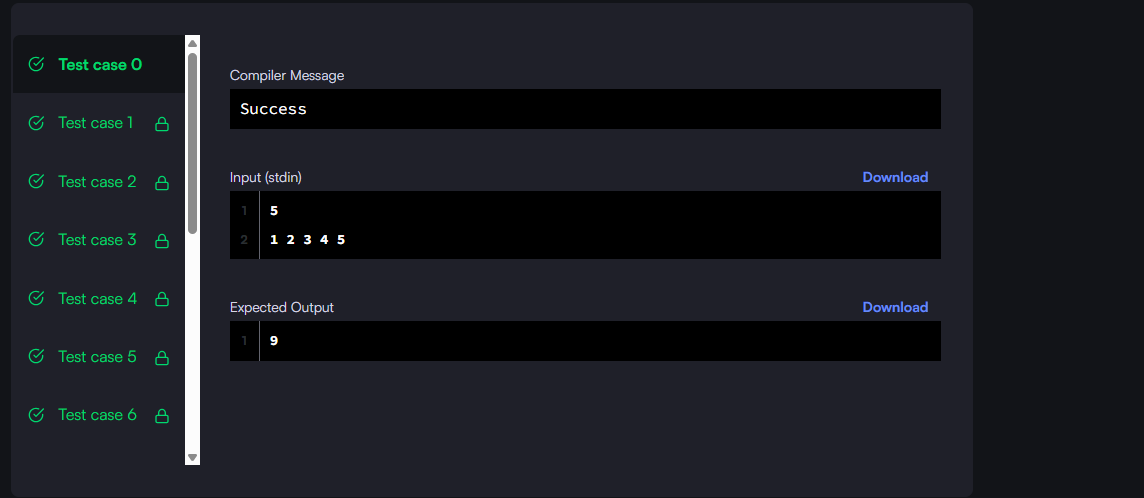 Test case 0
Test case 1
Test case 2
Test case 3
Test case 4
Test case 5
Test case 6
Compiler Message
Success
Input (stdin)
Download
1 5
2 1 2 3 4 5
Expected Output
Download
1 9